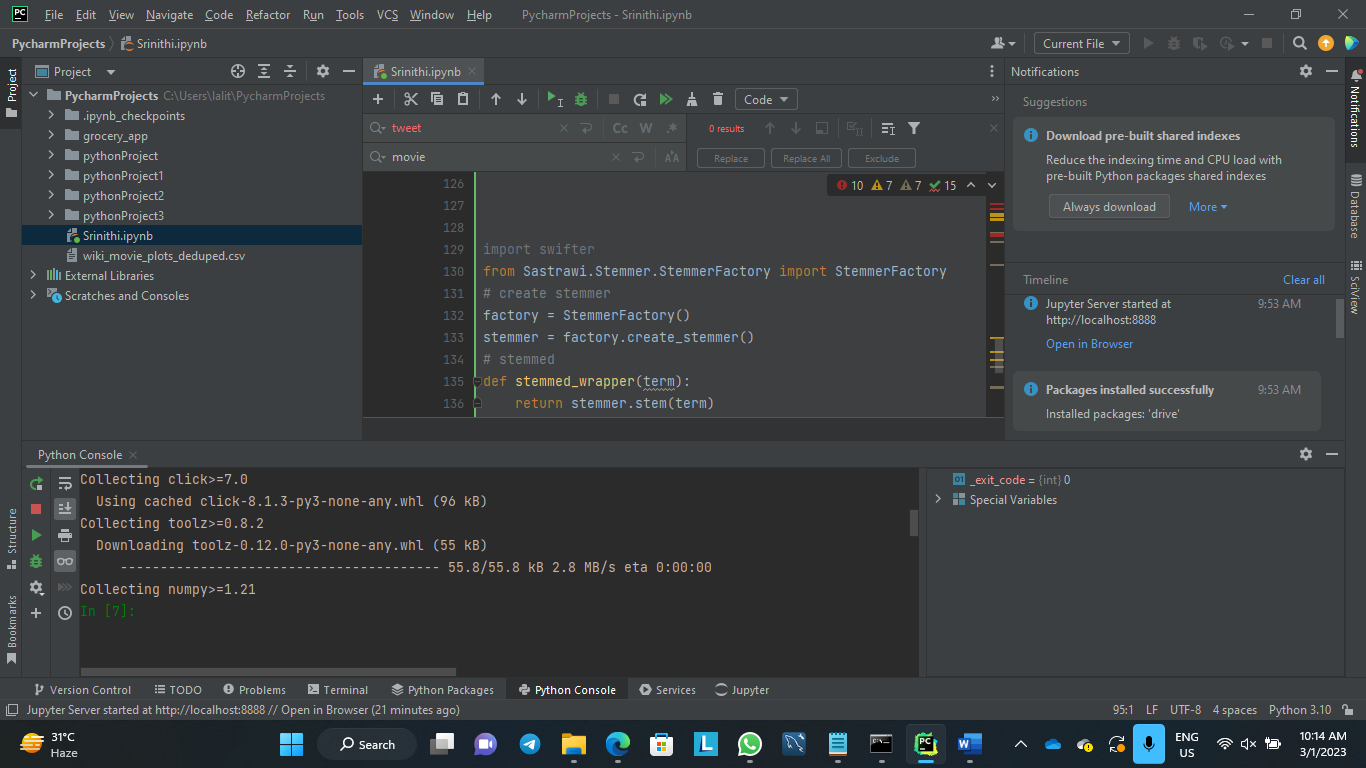 PC File Edit View Navigate Code Refactor Run Tools VCS Window Help PycharmProjects - Srinithi.ipynb
PycharmProjects Srinithi.ipynb Current File
Project
Project
PycharmProjects C:\Users\lalit\PycharmProjects
.ipynb_checkpoints
grocery_app
pythonProject
pythonProject1
pythonProject2
pythonProject3
Srinithi.ipynb
wiki_movie_plots_deduped.csv
External Libraries
Scratches and Consoles
Srinithi.ipynb
Code
tweet Cc W .* 0 results
movie Replace Replace All Exclude
10 7 7 15
126
127
128
129 import swifter
130 from Sastrawi.Stemmer.StemmerFactory import StemmerFactory
131 # create stemmer
132 factory = StemmerFactory()
133 stemmer = factory.create_stemmer()
134 # stemmed
135 def stemmed_wrapper(term):
136 return stemmer.stem(term)
Notifications
Suggestions
Download pre-built shared indexes
Reduce the indexing time and CPU load with
pre-built Python packages shared indexes
Always download More
Timeline Clear all
Jupyter Server started at 9:53 AM
http://localhost:8888
Open in Browser
Packages installed successfully 9:53 AM
Installed packages: 'drive'
Notifications
Database
SciView
Structure
Bookmarks
Python Console
Collecting click>=7.0
Using cached click-8.1.3-py3-none-any.whl (96 kB)
Collecting toolz>=0.8.2
Downloading toolz-0.12.0-py3-none-any.whl (55 kB)
---------------------------------------- 55.8/55.8 kB 2.8 MB/s eta 0:00:00
Collecting numpy>=1.21
In [7]:
_exit_code = {int} 0
Special Variables
Version Control TODO Problems Terminal Python Packages Python Console Services Jupyter
Jupyter Server started at http://localhost:8888 // Open in Browser (21 minutes ago) 95:1 LF UTF-8 4 spaces Python 3.10
31°C
Haze
Search
L
PC
W
ENG
US
10:14 AM
3/1/2023